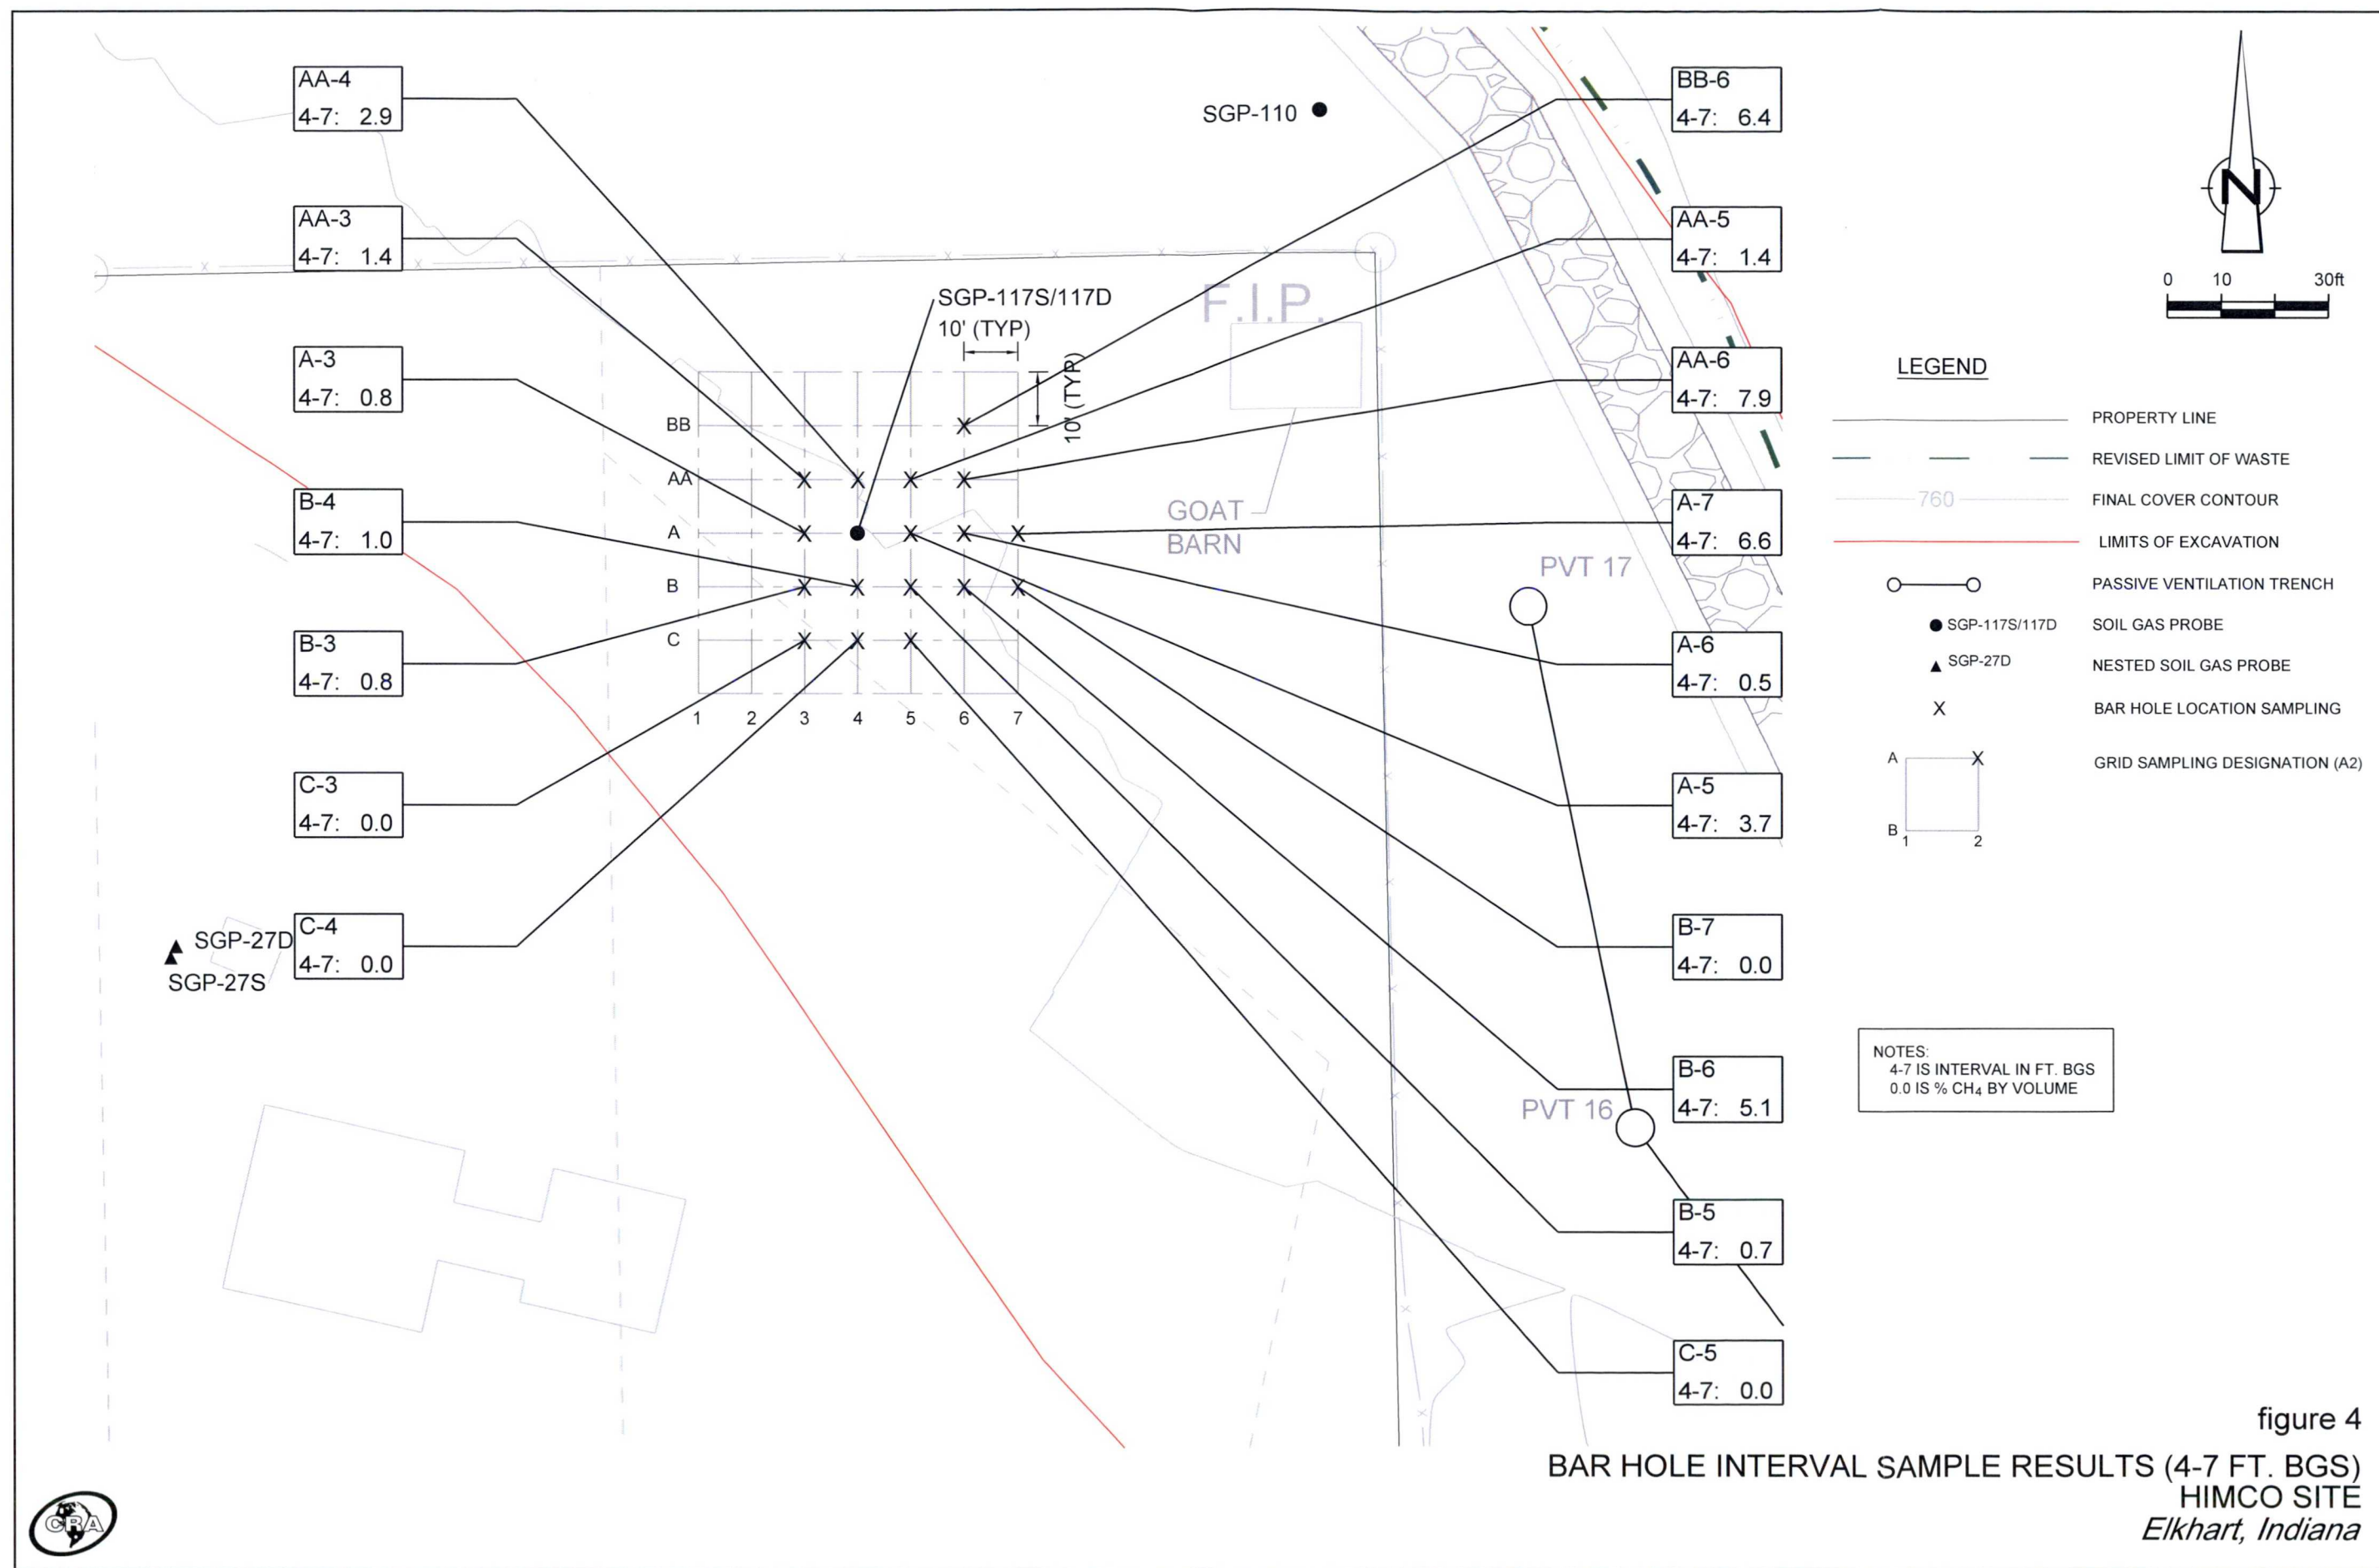 AA-4
4-7: 2.9
AA-3
4-7: 1.4
A-3
4-7: 0.8
B-4
4-7: 1.0
B-3
4-7: 0.8
C-3
4-7: 0.0
C-4
4-7: 0.0
SGP-27D
SGP-27S
SGP-110
SGP-117S/117D
10' (TYP)
10' (TYP)
F.I.P.
GOAT
BARN
BB
AA
A
B
C
1 2 3 4 5 6 7
PVT 17
PVT 16
BB-6
4-7: 6.4
AA-5
4-7: 1.4
AA-6
4-7: 7.9
A-7
4-7: 6.6
A-6
4-7: 0.5
A-5
4-7: 3.7
B-7
4-7: 0.0
B-6
4-7: 5.1
B-5
4-7: 0.7
C-5
4-7: 0.0
N
0 10 30ft
LEGEND
PROPERTY LINE
REVISED LIMIT OF WASTE
760 FINAL COVER CONTOUR
LIMITS OF EXCAVATION
PASSIVE VENTILATION TRENCH
SGP-117S/117D SOIL GAS PROBE
SGP-27D NESTED SOIL GAS PROBE
X BAR HOLE LOCATION SAMPLING
A X
GRID SAMPLING DESIGNATION (A2)
B
1 2
NOTES:
4-7 IS INTERVAL IN FT. BGS
0.0 IS % CH₄ BY VOLUME
figure 4
BAR HOLE INTERVAL SAMPLE RESULTS (4-7 FT. BGS)
HIMCO SITE
Elkhart, Indiana
CRA